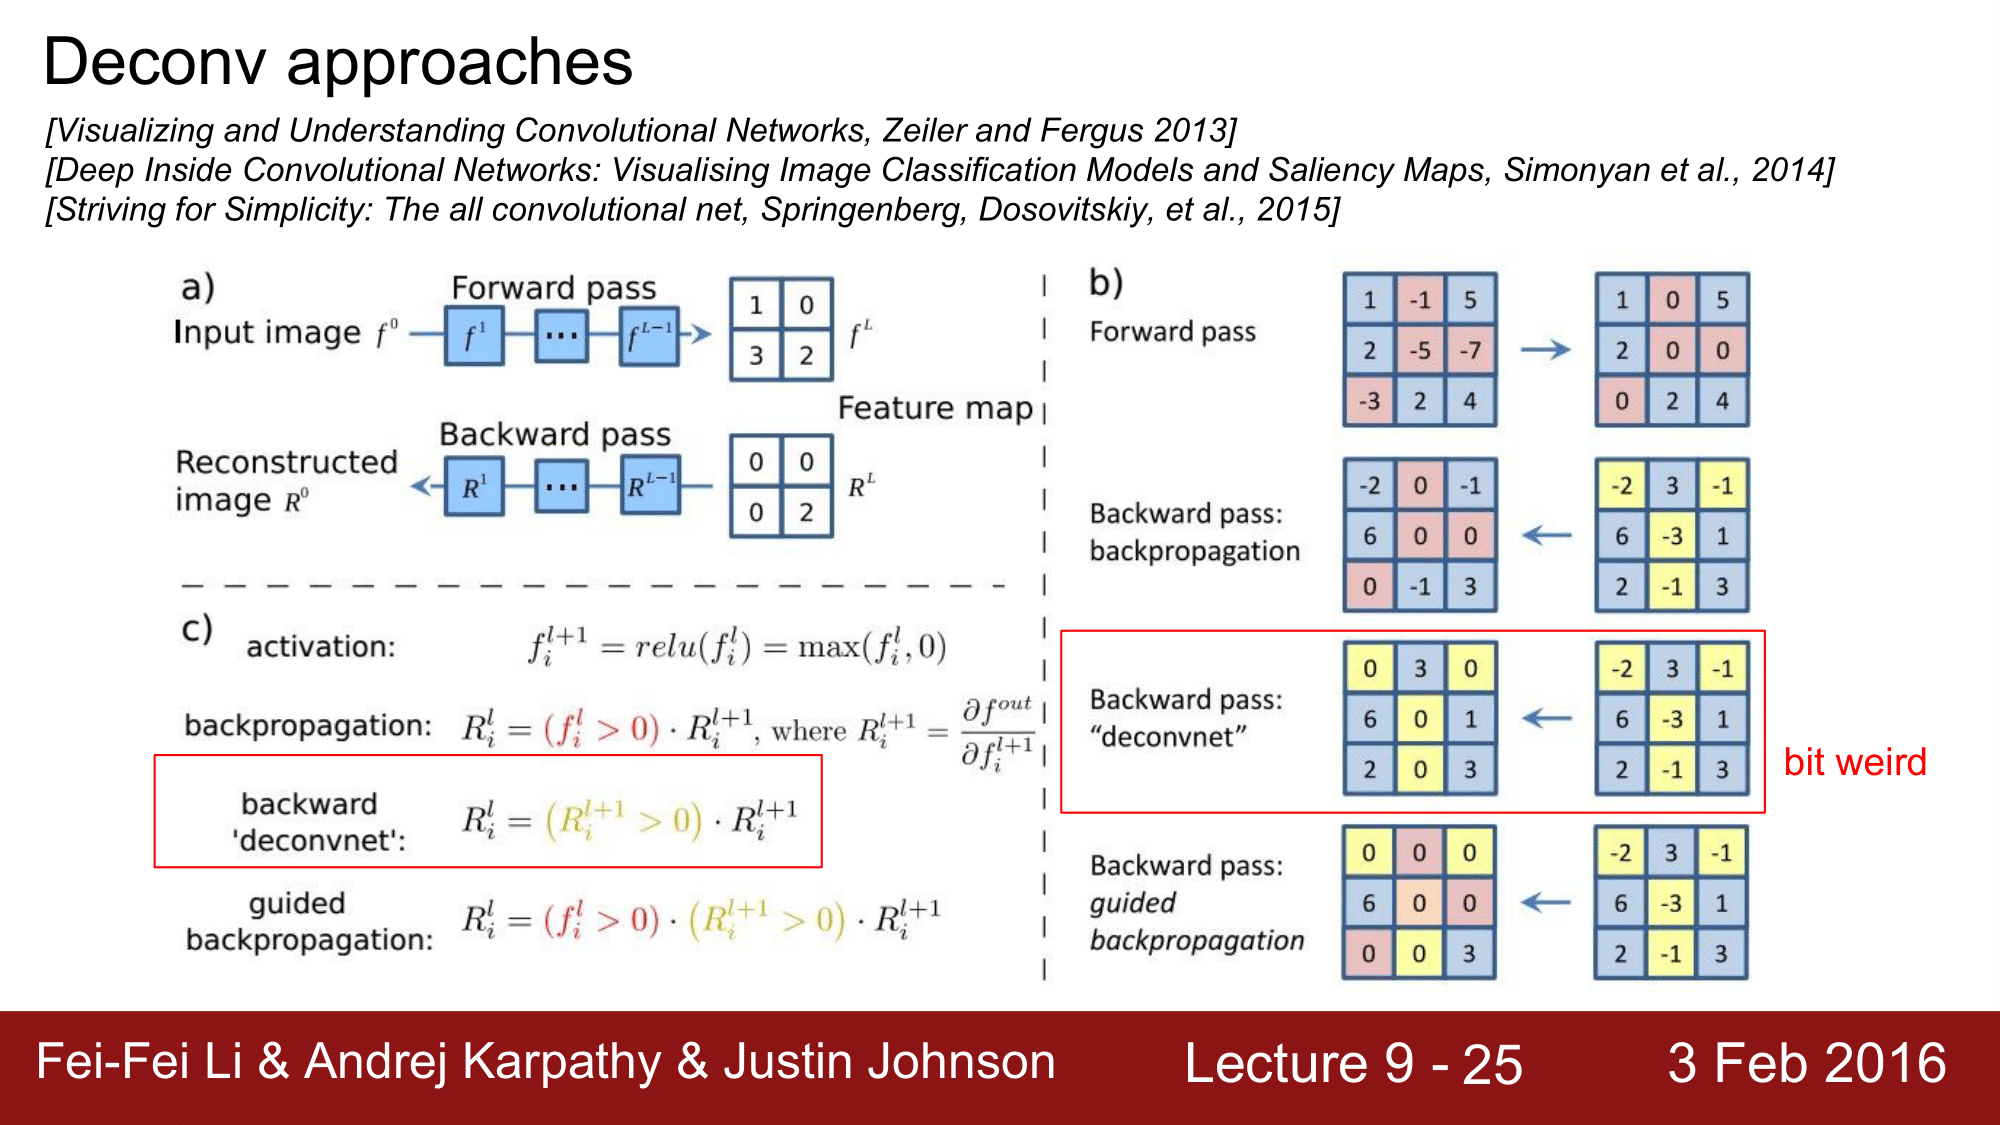 Deconv approaches
[Visualizing and Understanding Convolutional Networks, Zeiler and Fergus 2013]
[Deep Inside Convolutional Networks: Visualising Image Classification Models and Saliency Maps, Simonyan et al., 2014]
[Striving for Simplicity: The all convolutional net, Springenberg, Dosovitskiy, et al., 2015]
a)
Forward pass
Input image f^0 f^1 ... f^{L-1}
1 0
3 2
f^L
Feature map
Backward pass
Reconstructed
image R^0
R^1 ... R^{L-1}
0 0
0 2
R^L
c)
activation: f_i^{l+1} = relu(f_i^l) = max(f_i^l, 0)
backpropagation: R_i^l = (f_i^l > 0) · R_i^{l+1}, where R_i^{l+1} = ∂f^{out} / ∂f_i^{l+1}
backward
'deconvnet':
R_i^l = (R_i^{l+1} > 0) · R_i^{l+1}
guided
backpropagation:
R_i^l = (f_i^l > 0) · (R_i^{l+1} > 0) · R_i^{l+1}
b)
Forward pass
1 -1 5
2 -5 -7
-3 2 4
1 0 5
2 0 0
0 2 4
Backward pass:
backpropagation
-2 0 -1
6 0 0
0 -1 3
-2 3 -1
6 -3 1
2 -1 3
Backward pass:
“deconvnet”
0 3 0
6 0 1
2 0 3
-2 3 -1
6 -3 1
2 -1 3
bit weird
Backward pass:
guided
backpropagation
0 0 0
6 0 0
0 0 3
-2 3 -1
6 -3 1
2 -1 3
Fei-Fei Li & Andrej Karpathy & Justin Johnson
Lecture 9 - 25
3 Feb 2016